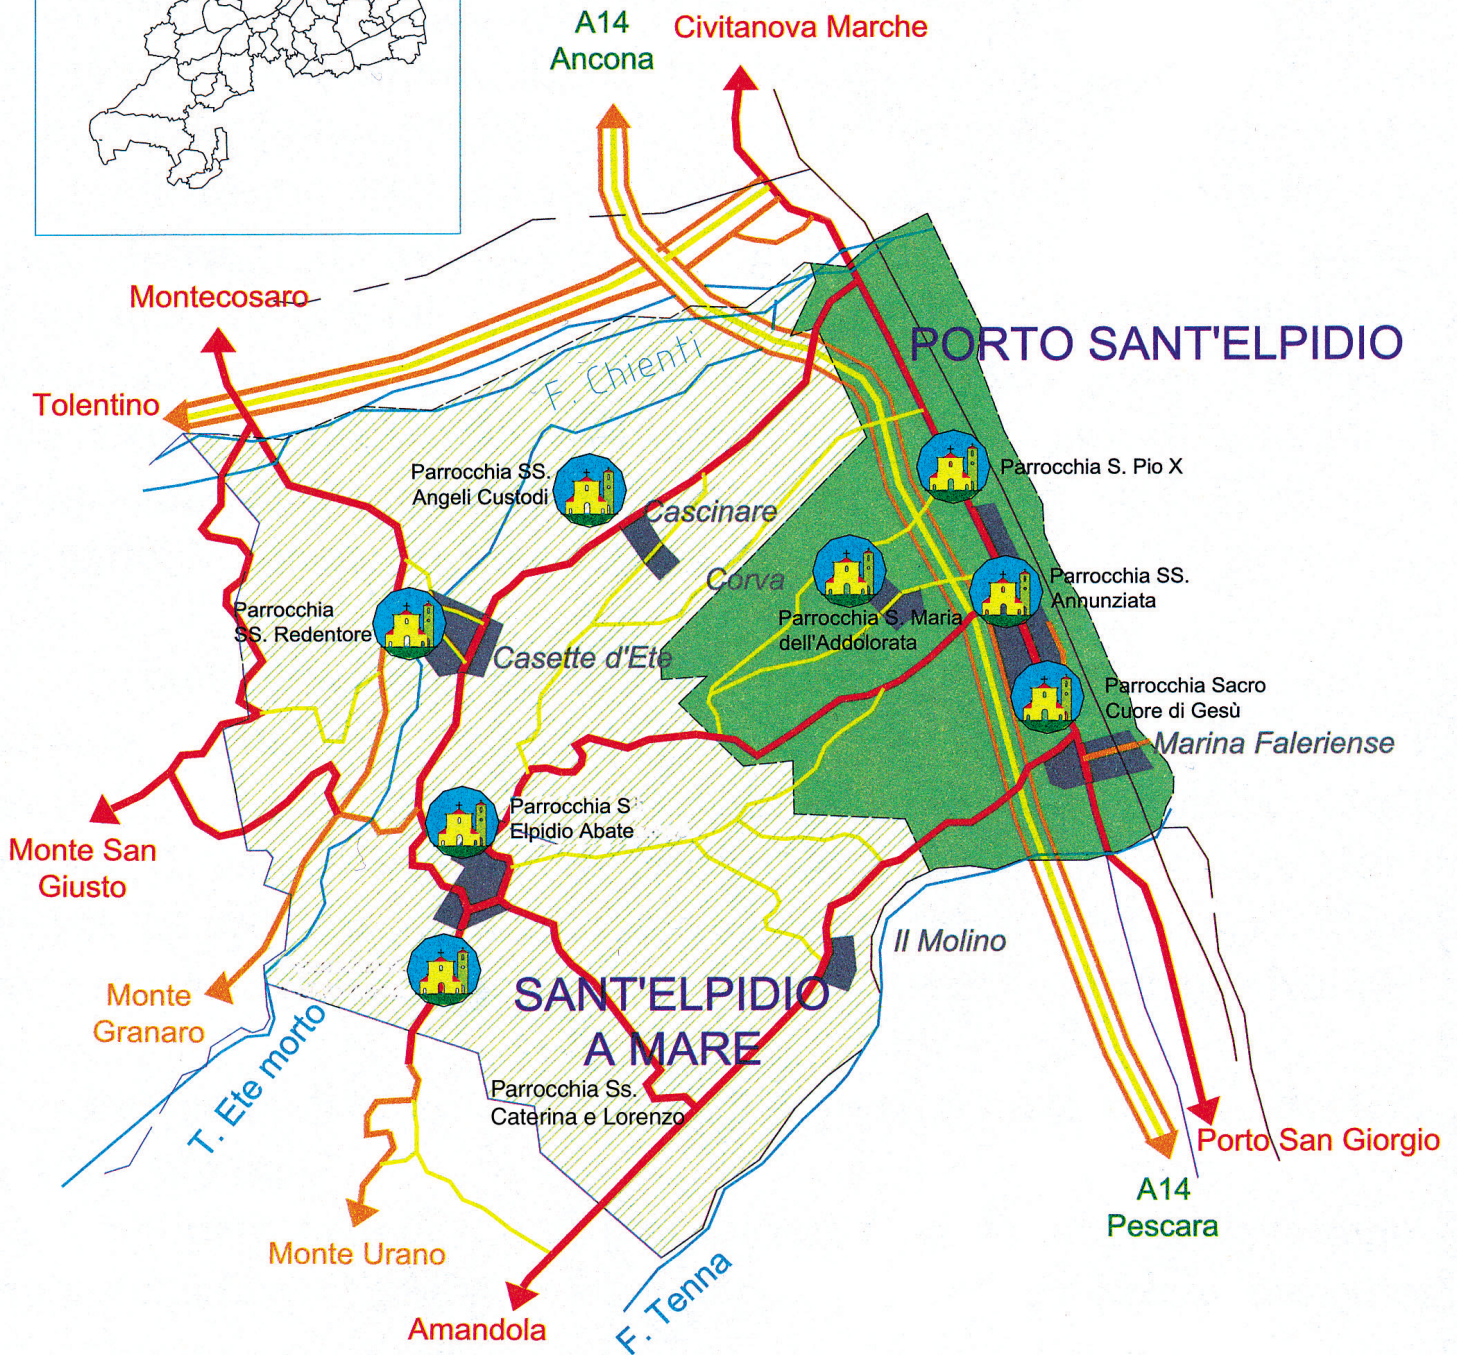 A14
Ancona
Civitanova Marche
Montecosaro
PORTO SANT'ELPIDIO
F. Chienti
Tolentino
Parrocchia SS.
Angeli Custodi
Parrocchia S. Pio X
Cascinare
Corva
Parrocchia SS.
Annunziata
Parrocchia
SS. Redentore
Parrocchia S. Maria
dell'Addolorata
Casette d'Ete
Parrocchia Sacro
Cuore di Gesù
Marina Faleriense
Parrocchia S
Elpidio Abate
Monte San
Giusto
Il Molino
Monte
Granaro
SANT'ELPIDIO
A MARE
T. Ete morto
Parrocchia Ss.
Caterina e Lorenzo
Porto San Giorgio
A14
Pescara
Monte Urano
F. Tenna
Amandola